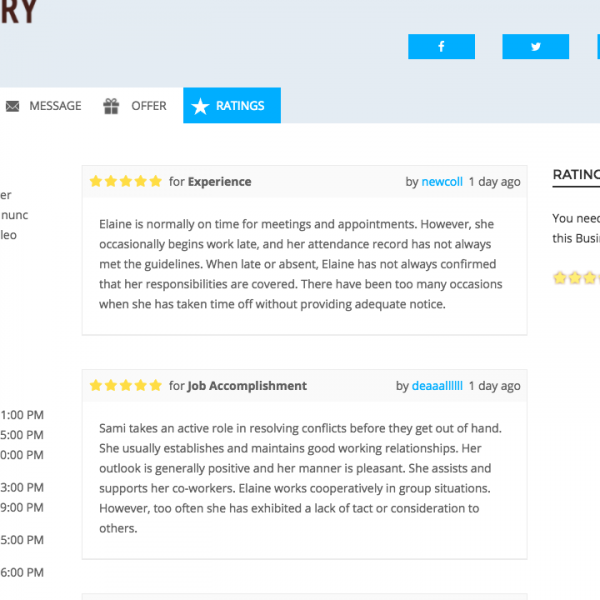 RY
MESSAGE
OFFER
RATINGS
er
nunc
leo
for Experience
by newcoll 1 day ago
Elaine is normally on time for meetings and appointments. However, she
occasionally begins work late, and her attendance record has not always
met the guidelines. When late or absent, Elaine has not always confirmed
that her responsibilities are covered. There have been too many occasions
when she has taken time off without providing adequate notice.
RATING
You need
this Busi
for Job Accomplishment
by deaaallllll 1 day ago
Sami takes an active role in resolving conflicts before they get out of hand.
She usually establishes and maintains good working relationships. Her
outlook is generally positive and her manner is pleasant. She assists and
supports her co-workers. Elaine works cooperatively in group situations.
However, too often she has exhibited a lack of tact or consideration to
others.
1:00 PM
5:00 PM
0:00 PM
3:00 PM
9:00 PM
5:00 PM
6:00 PM